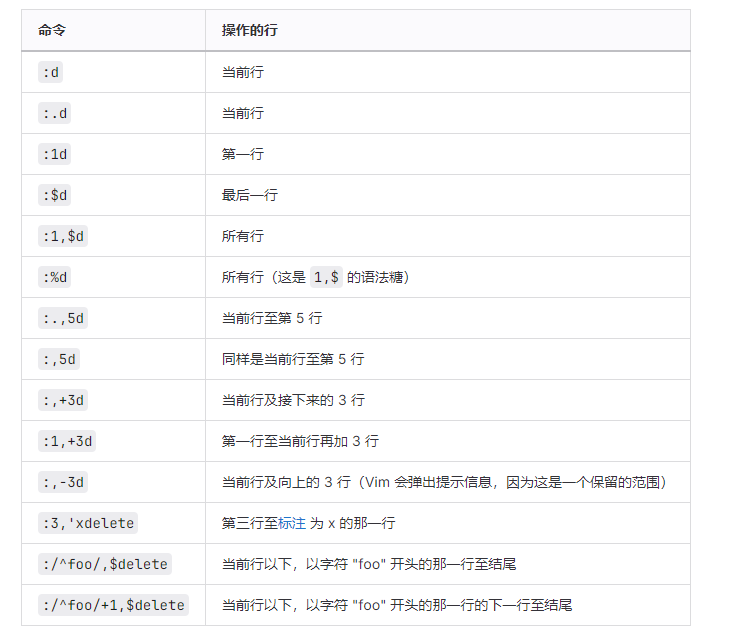 命令 操作的行
:d 当前行
:.d 当前行
:1d 第一行
:$d 最后一行
:1,$d 所有行
:%d 所有行（这是 1,$ 的语法糖）
:.,5d 当前行至第 5 行
:,5d 同样是当前行至第 5 行
:,+3d 当前行及接下来的 3 行
:1,+3d 第一行至当前行再加 3 行
:,-3d 当前行及向上的 3 行（Vim 会弹出提示信息，因为这是一个保留的范围）
:3,'xdelete 第三行至标注 为 x 的那一行
:/^foo/,$delete 当前行以下，以字符 "foo" 开头的那一行至结尾
:/^foo/+1,$delete 当前行以下，以字符 "foo" 开头的那一行的下一行至结尾